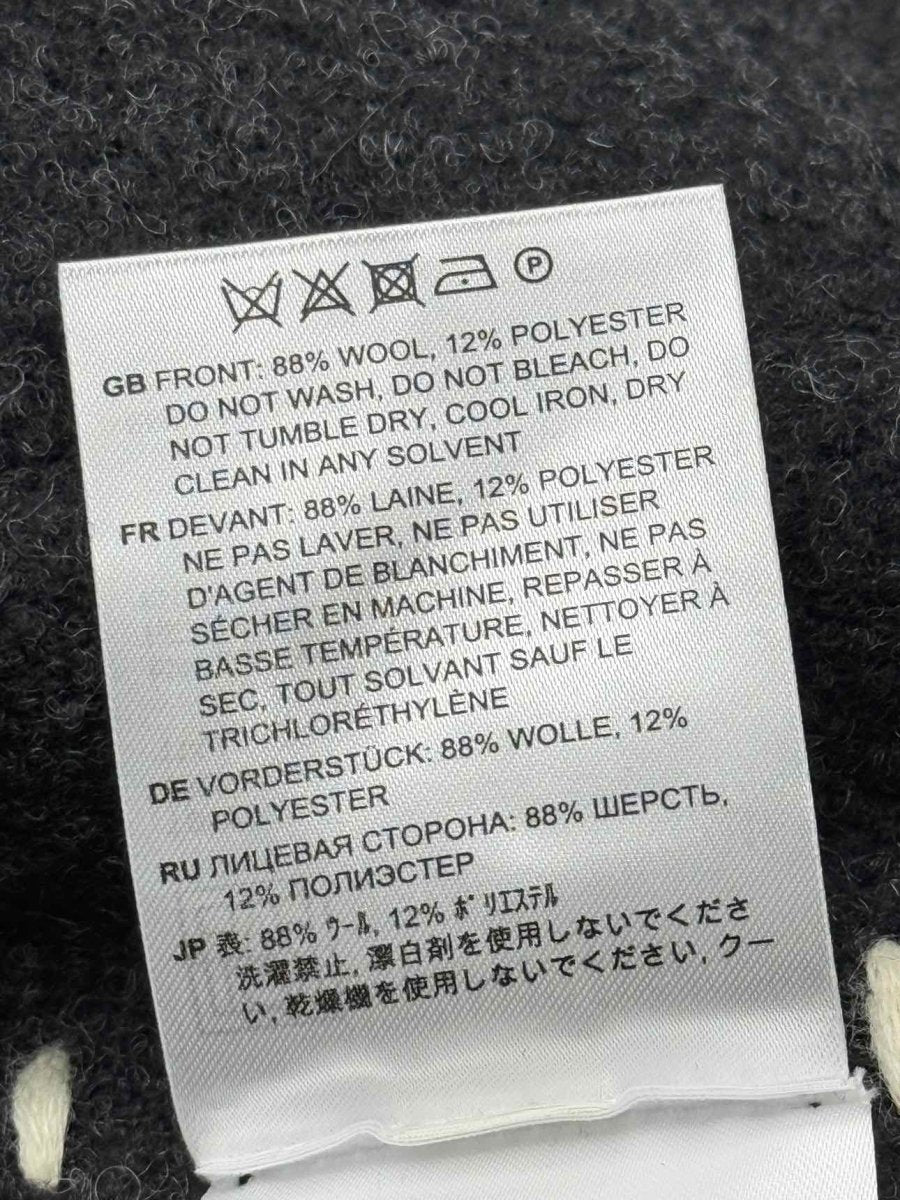 P
GB FRONT: 88% WOOL, 12% POLYESTER
DO NOT WASH, DO NOT BLEACH, DO
NOT TUMBLE DRY, COOL IRON, DRY
CLEAN IN ANY SOLVENT
FR DEVANT: 88% LAINE, 12% POLYESTER
NE PAS LAVER, NE PAS UTILISER
D'AGENT DE BLANCHIMENT, NE PAS
SÉCHER EN MACHINE, REPASSER À
BASSE TEMPÉRATURE, NETTOYER À
SEC, TOUT SOLVANT SAUF LE
TRICHLORÉTHYLÈNE
DE VORDERSTÜCK: 88% WOLLE, 12%
POLYESTER
RU ЛИЦЕВАЯ СТОРОНА: 88% ШЕРСТЬ,
12% ПОЛИЭСТЕР
JP 表: 88% ウール, 12% ポリエステル
洗濯禁止, 漂白剤を使用しないでくださ
い, 乾燥機を使用しないでください, クー